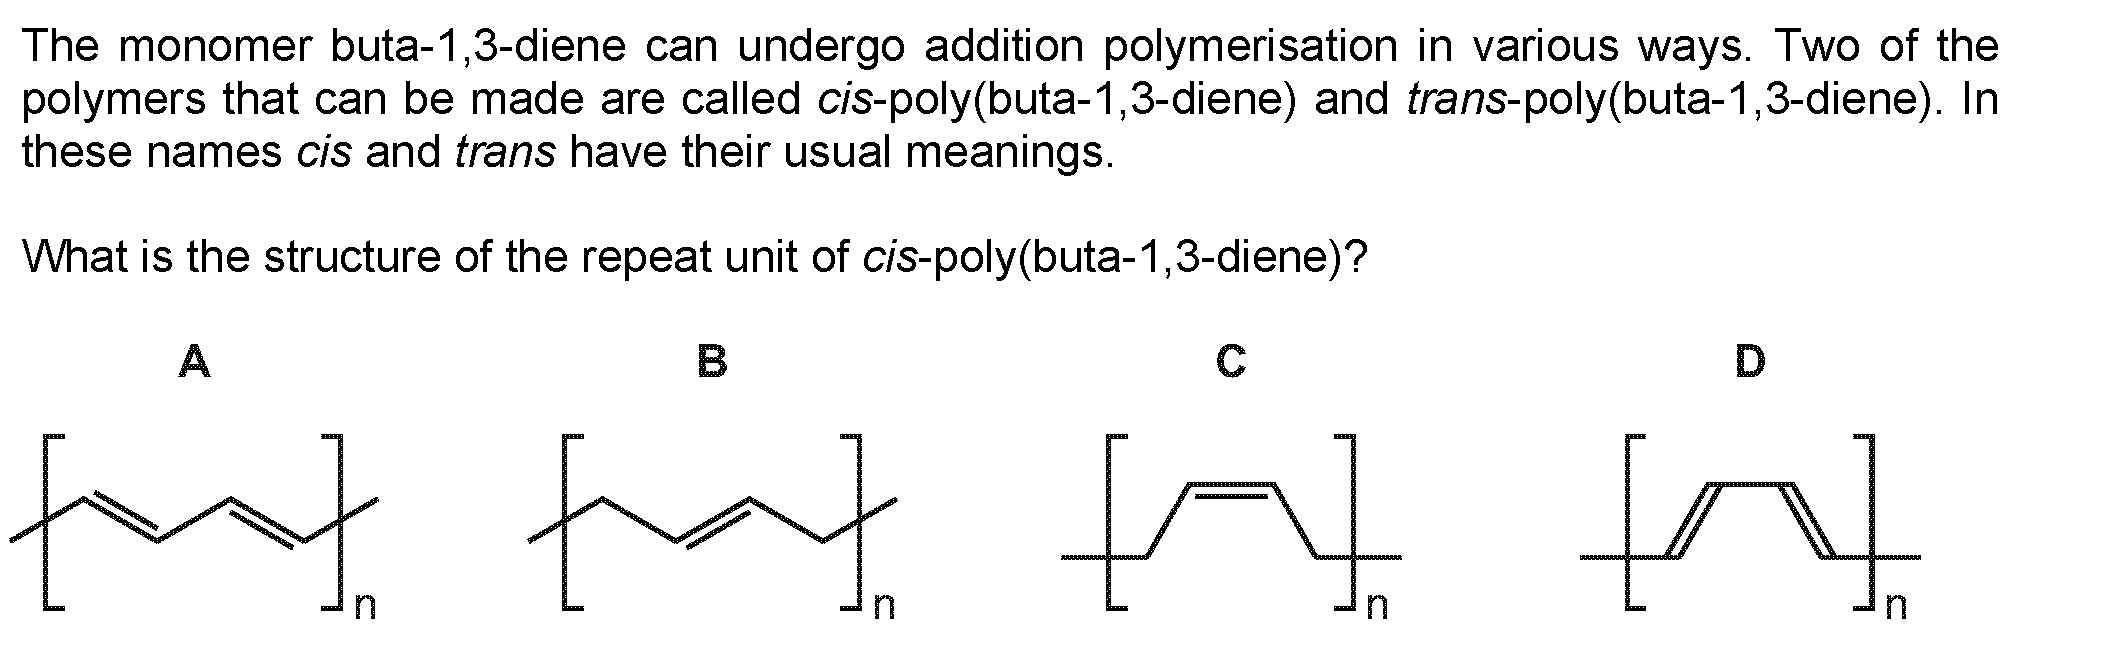 The monomer buta-1,3-diene can undergo addition polymerisation in various ways. Two of the
polymers that can be made are called cis-poly(buta-1,3-diene) and trans-poly(buta-1,3-diene). In
these names cis and trans have their usual meanings.
What is the structure of the repeat unit of cis-poly(buta-1,3-diene)?
A B C D
n n n n